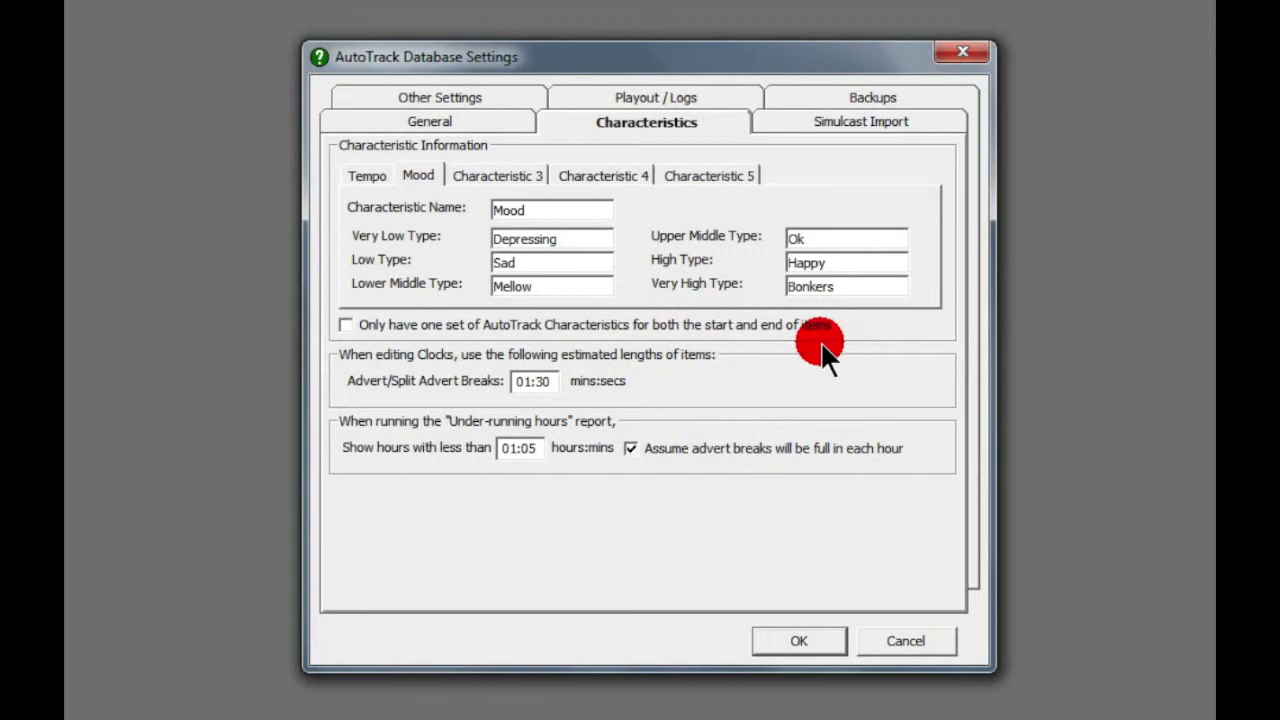 AutoTrack Database Settings
Other Settings Playout / Logs Backups
General Characteristics Simulcast Import
Characteristic Information
Tempo Mood Characteristic 3 Characteristic 4 Characteristic 5
Characteristic Name: Mood
Very Low Type: Depressing Upper Middle Type: Ok
Low Type: Sad High Type: Happy
Lower Middle Type: Mellow Very High Type: Bonkers
Only have one set of AutoTrack Characteristics for both the start and end of items
When editing Clocks, use the following estimated lengths of items:
Advert/Split Advert Breaks: 01:30 mins:secs
When running the "Under-running hours" report,
Show hours with less than 01:05 hours:mins Assume advert breaks will be full in each hour
OK Cancel